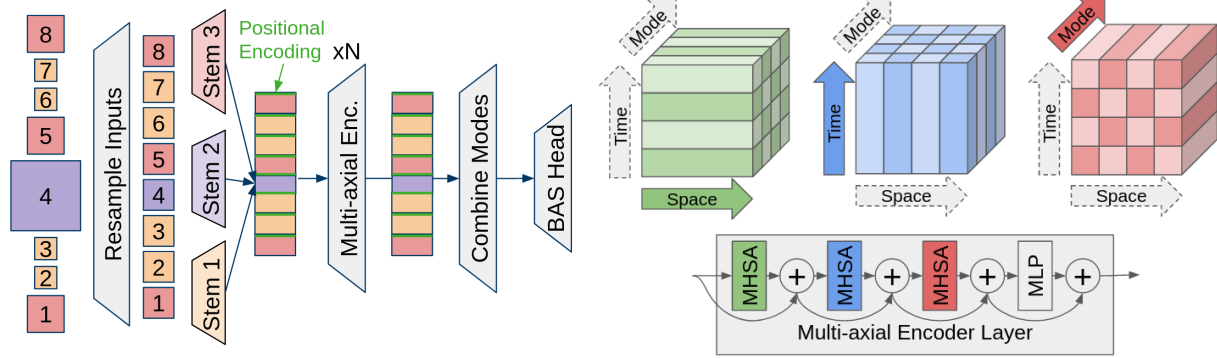 8
7
6
5
4
3
2
1
Resample Inputs
8
7
6
5
4
3
2
1
Stem 3
Stem 2
Stem 1
Positional
Encoding
xN
Multi-axial Enc.
Combine Modes
BAS Head
Mode
Time
Space
Mode
Time
Space
Mode
Time
Space
MHSA
+
MHSA
+
MHSA
+
MLP
+
Multi-axial Encoder Layer